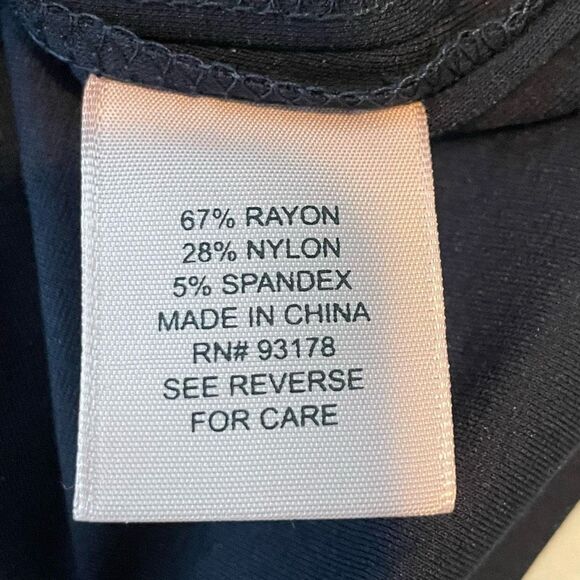 67% RAYON
28% NYLON
5% SPANDEX
MADE IN CHINA
RN# 93178
SEE REVERSE
FOR CARE